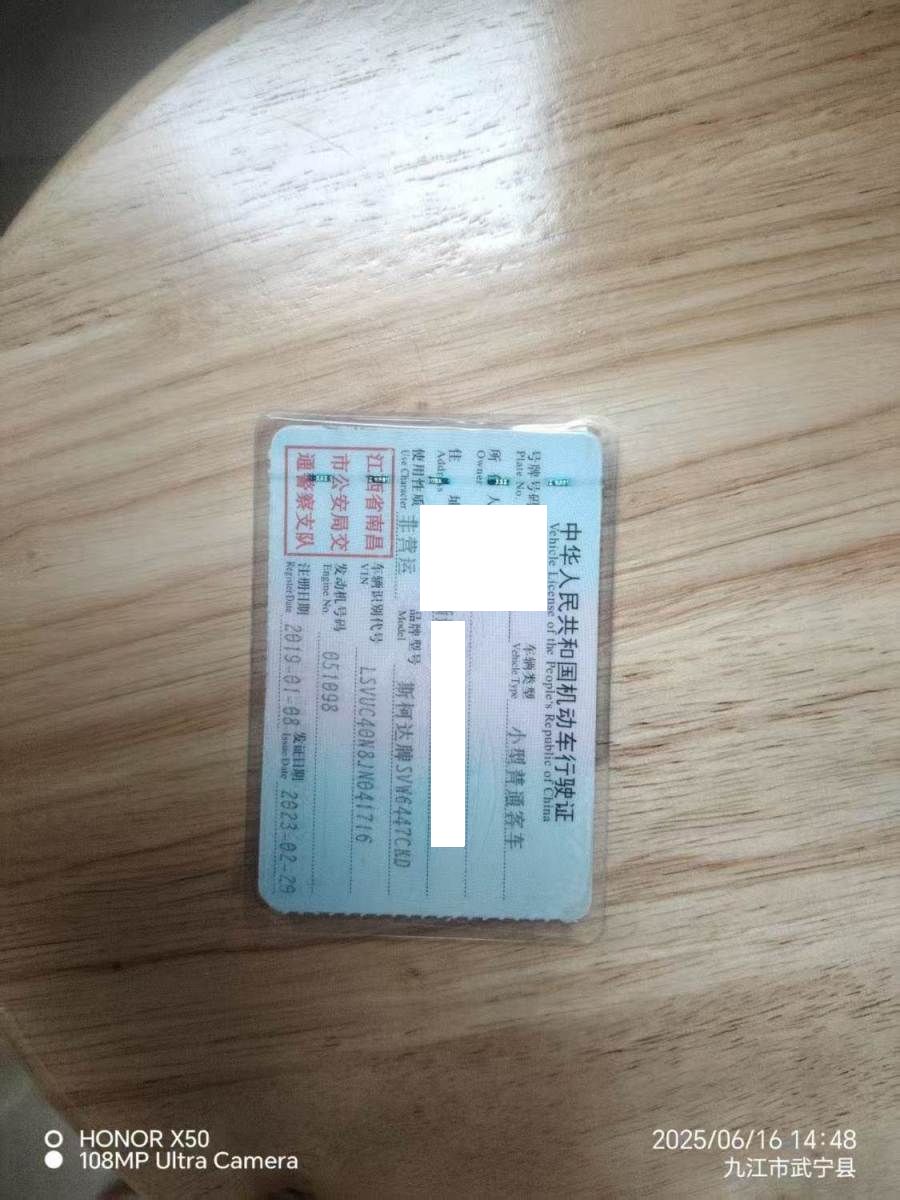 中华人民共和国机动车行驶证
Vehicle License of the People's Republic of China
号牌号码
Plate No.
车辆类型 小型普通客车
Vehicle Type
所有人
Owner
住址
Address
使用性质 非营运
Use Character
品牌型号 斯柯达牌SVW6447CKD
Model
江西省南昌
市公安局交
通警察支队
车辆识别代号 LSVUC40N8JN041716
VIN
发动机号码 051098
Engine No.
注册日期 2019-01-08 发证日期 2023-02-29
Register Date Issue Date
HONOR X50
108MP Ultra Camera
2025/06/16 14:48
九江市武宁县